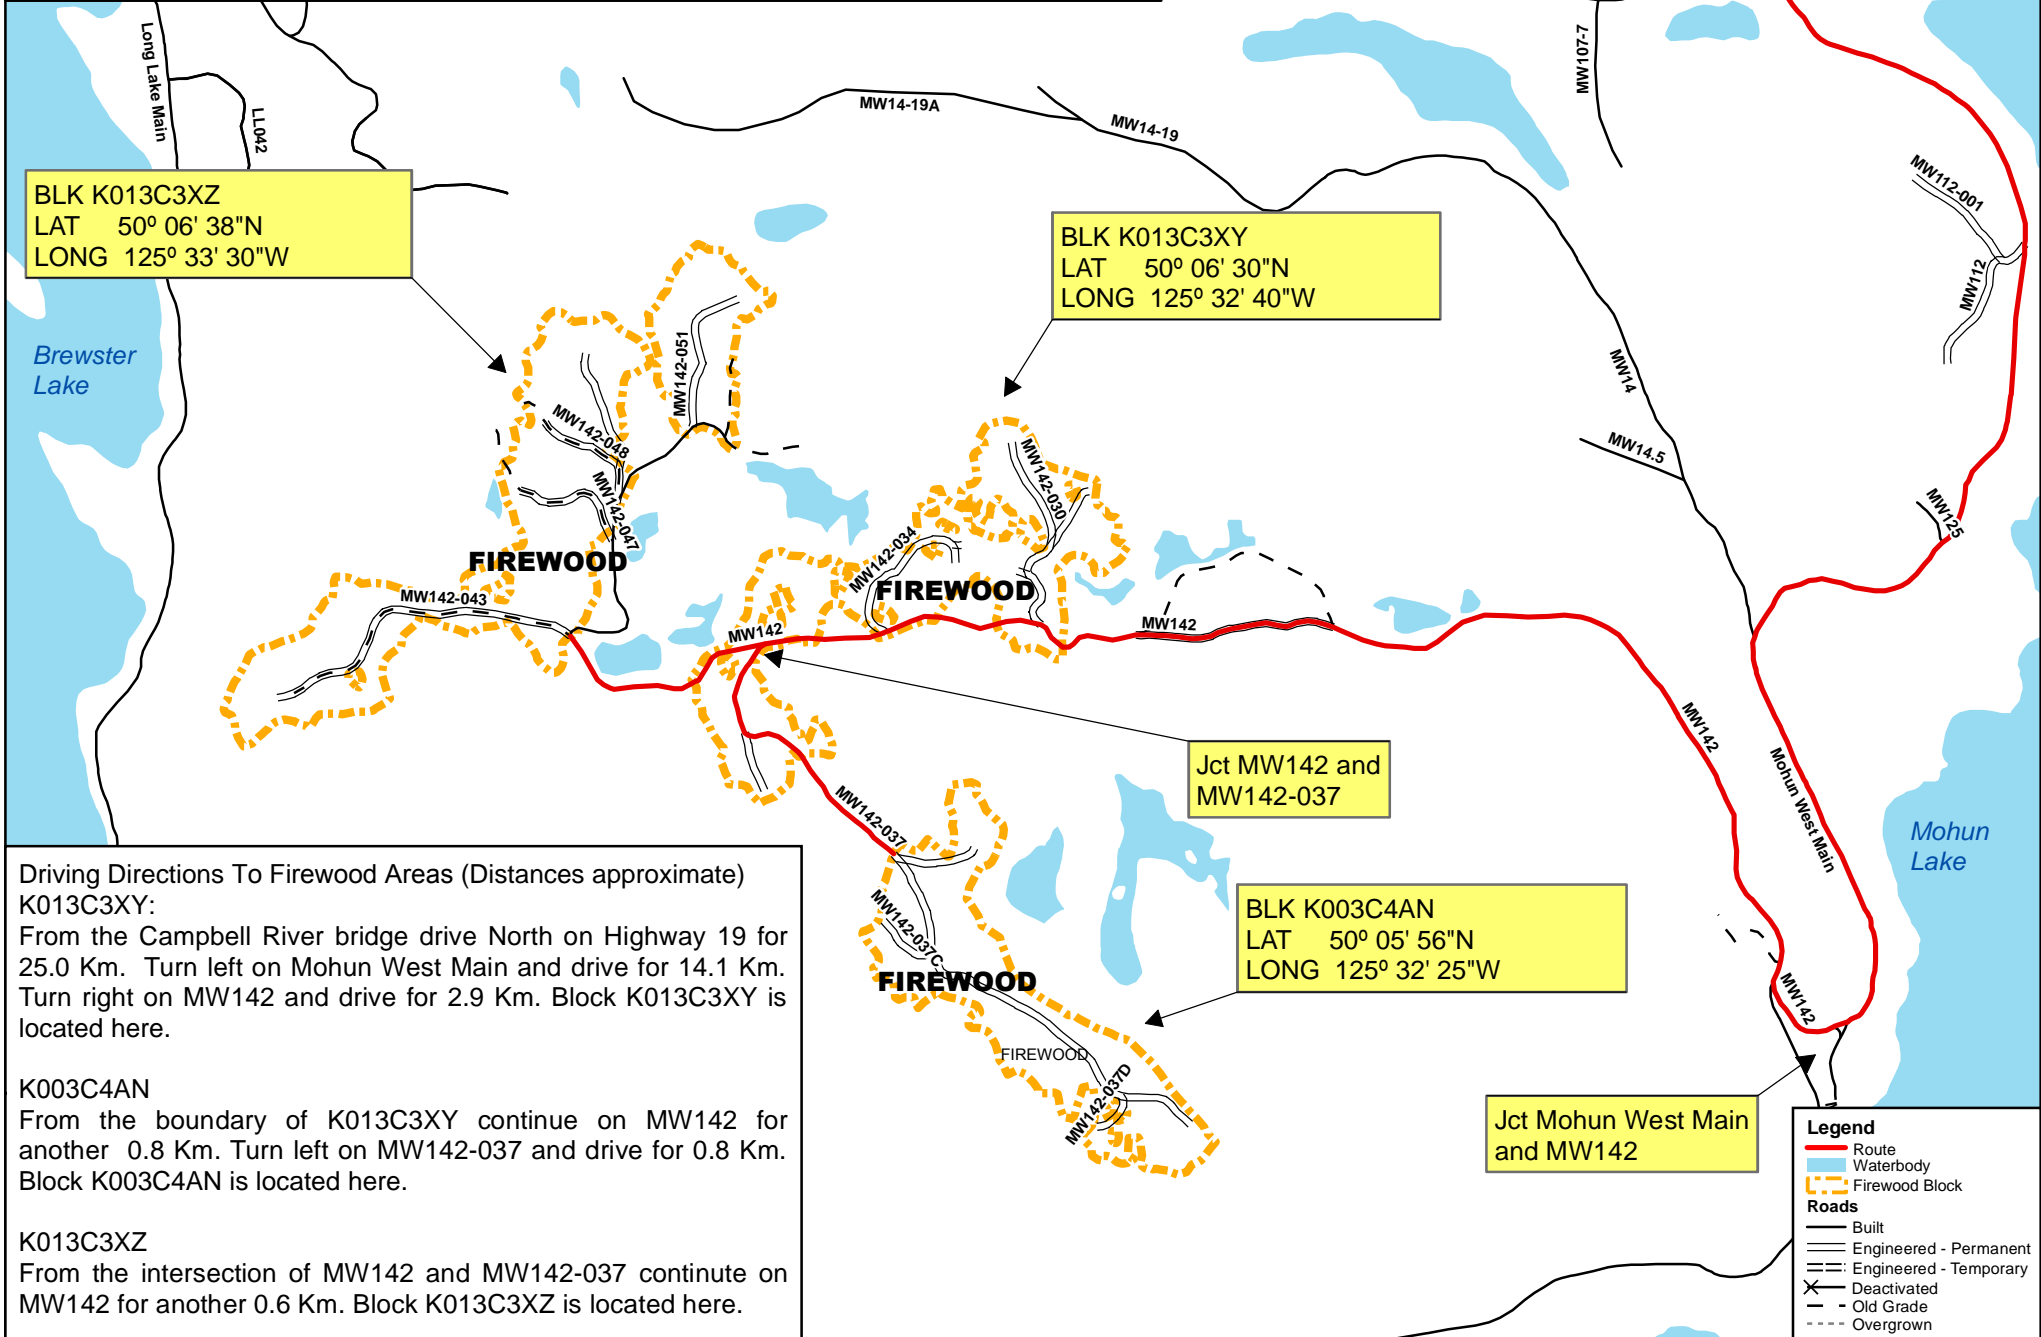 Long Lake Main
LL042
MW14-19A
MW14-19
MW107-7
MW112-001
MW112
BLK K013C3XZ
LAT 50º 06' 38"N
LONG 125º 33' 30"W
BLK K013C3XY
LAT 50º 06' 30"N
LONG 125º 32' 40"W
Brewster
Lake
MW142-051
MW142-048
MW142-047
FIREWOOD
MW142-043
MW142-030
MW142-034
FIREWOOD
MW142
MW142
MW14
MW14.5
MW125
MW142
Mohun West Main
Jct MW142 and
MW142-037
MW142-037
MW142-037C
FIREWOOD
FIREWOOD
MW142-037D
BLK K003C4AN
LAT 50º 05' 56"N
LONG 125º 32' 25"W
Mohun
Lake
MW142
Jct Mohun West Main
and MW142
Driving Directions To Firewood Areas (Distances approximate)
K013C3XY:
From the Campbell River bridge drive North on Highway 19 for
25.0 Km. Turn left on Mohun West Main and drive for 14.1 Km.
Turn right on MW142 and drive for 2.9 Km. Block K013C3XY is
located here.
K003C4AN
From the boundary of K013C3XY continue on MW142 for
another 0.8 Km. Turn left on MW142-037 and drive for 0.8 Km.
Block K003C4AN is located here.
K013C3XZ
From the intersection of MW142 and MW142-037 continute on
MW142 for another 0.6 Km. Block K013C3XZ is located here.
Legend
Route
Waterbody
Firewood Block
Roads
Built
Engineered - Permanent
Engineered - Temporary
Deactivated
Old Grade
Overgrown